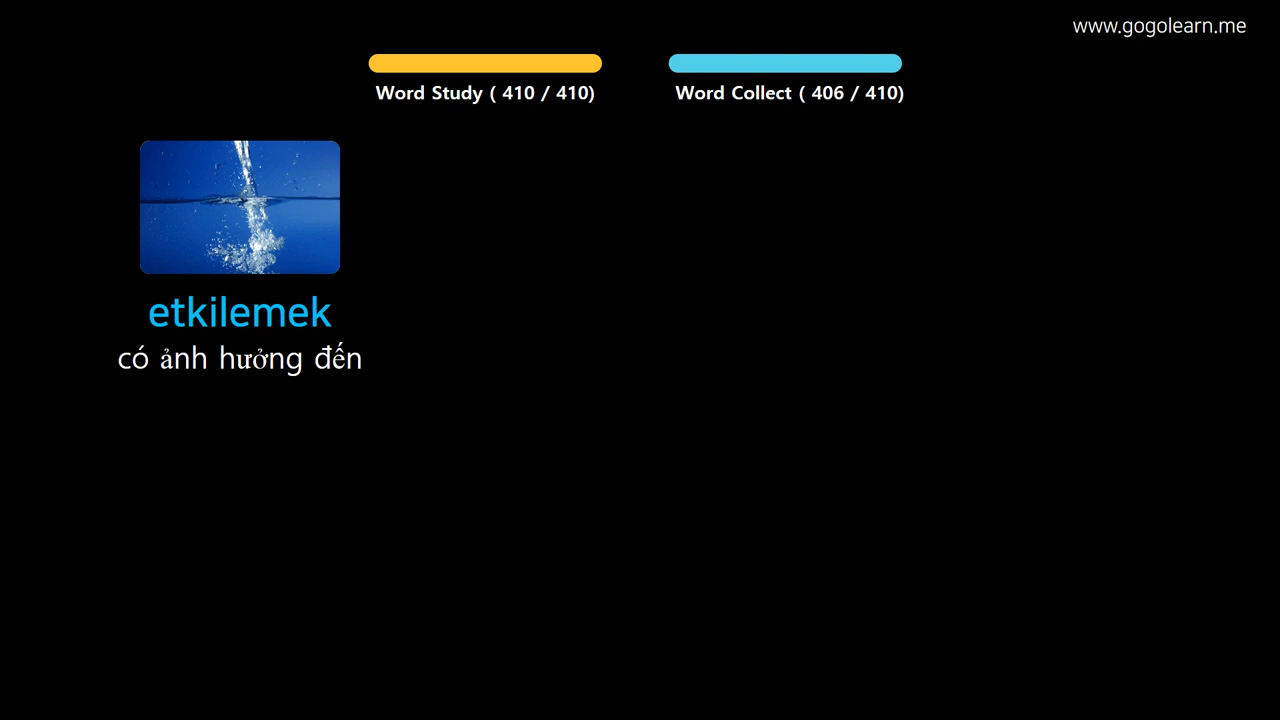 www.gogolearn.me
Word Study ( 410 / 410)
Word Collect ( 406 / 410)
etkilemek
có ảnh hưởng đến